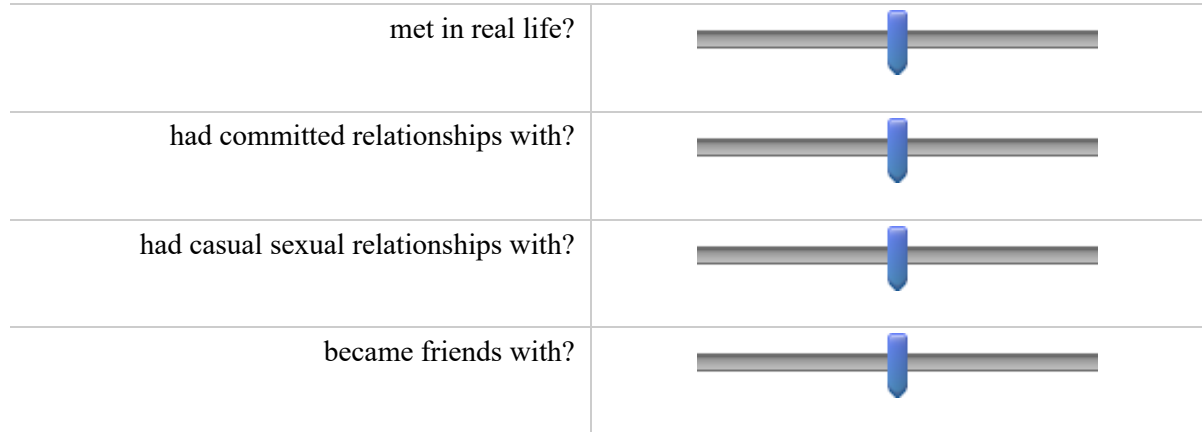 met in real life?
had committed relationships with?
had casual sexual relationships with?
became friends with?